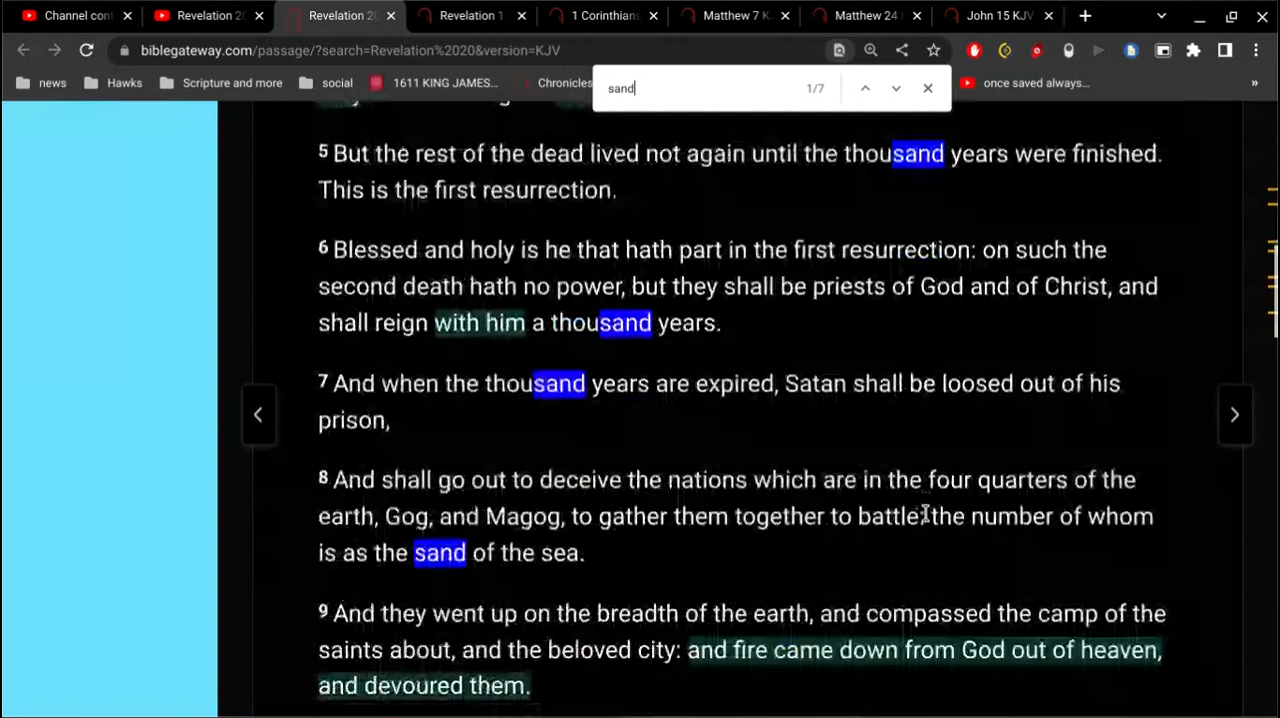 Channel cont
Revelation 20
Revelation 20
Revelation 1
1 Corinthians
Matthew 7 K
Matthew 24
John 15 KJV
biblegateway.com/passage/?search=Revelation%2020&version=KJV
news
Hawks
Scripture and more
social
1611 KING JAMES...
Chronicles
once saved always...
»
sand
1/7
5 But the rest of the dead lived not again until the thousand years were finished.
This is the first resurrection.
6 Blessed and holy is he that hath part in the first resurrection: on such the
second death hath no power, but they shall be priests of God and of Christ, and
shall reign with him a thousand years.
7 And when the thousand years are expired, Satan shall be loosed out of his
prison,
8 And shall go out to deceive the nations which are in the four quarters of the
earth, Gog, and Magog, to gather them together to battle: the number of whom
is as the sand of the sea.
9 And they went up on the breadth of the earth, and compassed the camp of the
saints about, and the beloved city: and fire came down from God out of heaven,
and devoured them.